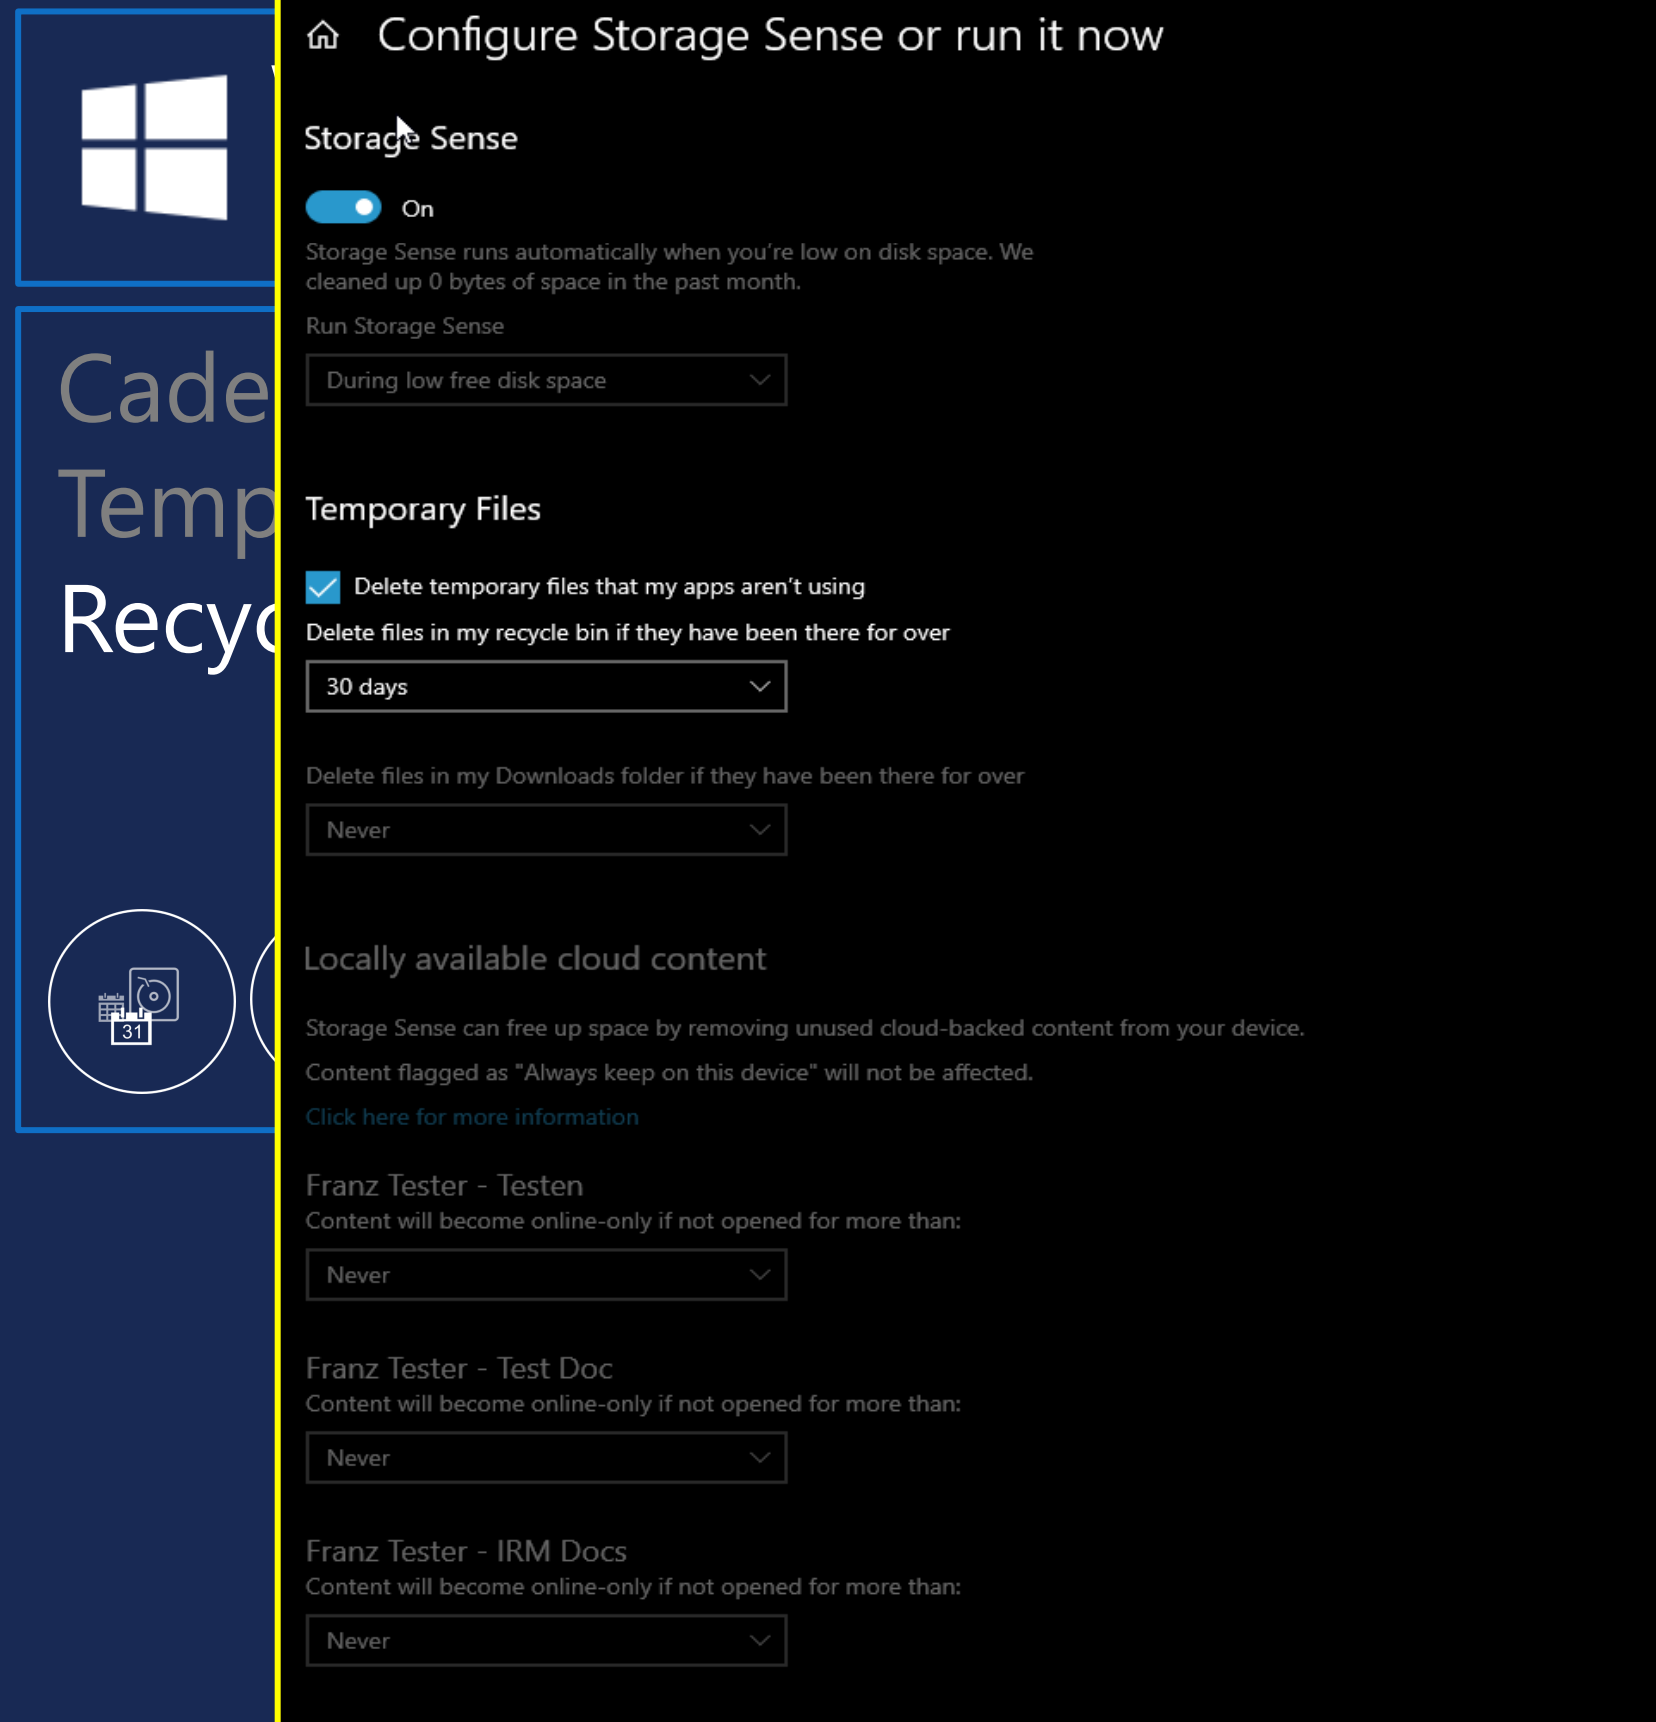 Configure Storage Sense or run it now
Storage Sense
On
Storage Sense runs automatically when you're low on disk space. We
cleaned up 0 bytes of space in the past month.
Run Storage Sense
During low free disk space
Cade
Temp
Recyc
Temporary Files
Delete temporary files that my apps aren't using
Delete files in my recycle bin if they have been there for over
30 days
Delete files in my Downloads folder if they have been there for over
Never
31
Locally available cloud content
Storage Sense can free up space by removing unused cloud-backed content from your device.
Content flagged as "Always keep on this device" will not be affected.
Click here for more information
Franz Tester - Testen
Content will become online-only if not opened for more than:
Never
Franz Tester - Test Doc
Content will become online-only if not opened for more than:
Never
Franz Tester - IRM Docs
Content will become online-only if not opened for more than:
Never